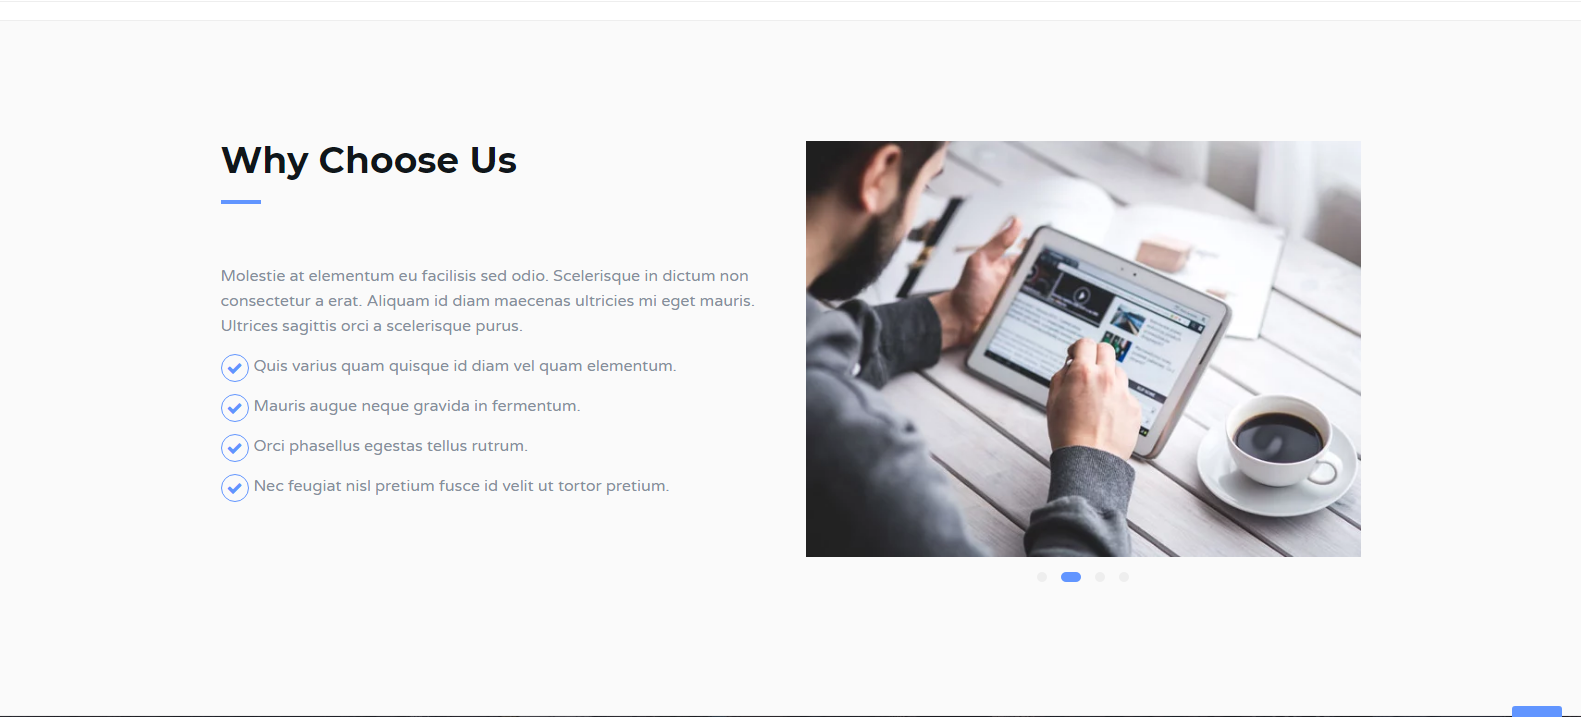 Why Choose Us
Molestie at elementum eu facilisis sed odio. Scelerisque in dictum non
consectetur a erat. Aliquam id diam maecenas ultricies mi eget mauris.
Ultrices sagittis orci a scelerisque purus.
Quis varius quam quisque id diam vel quam elementum.
Mauris augue neque gravida in fermentum.
Orci phasellus egestas tellus rutrum.
Nec feugiat nisl pretium fusce id velit ut tortor pretium.